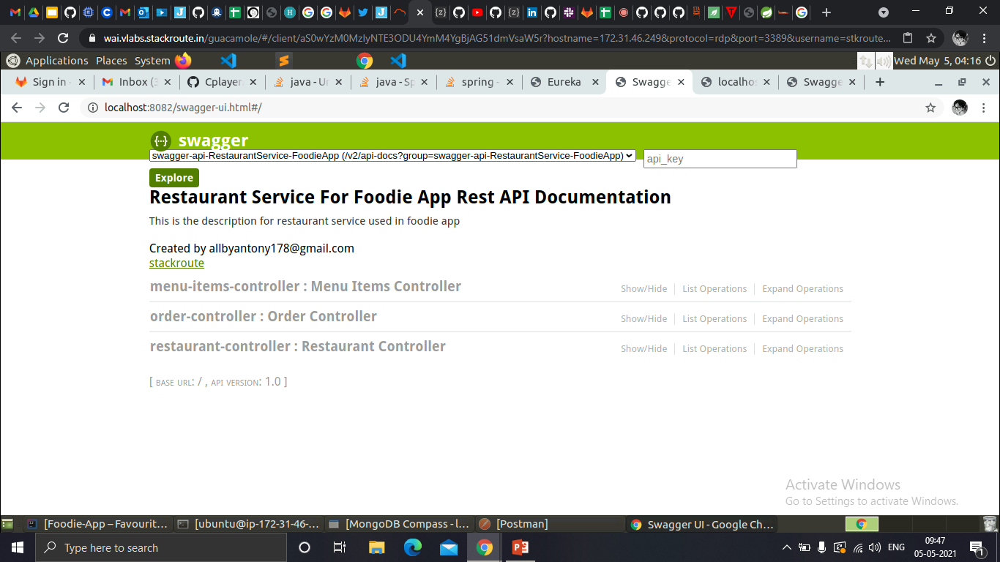 wai.vlabs.stackroute.in/guacamole/#/client/aS0wYzM0MzIyNTE3ODU4YmM4YgBjAG51dmVsaW5r?hostname=172.31.46.249&protocol=rdp&port=3389&username=stkroute...
Applications Places System
Wed May 5, 04:16
Sign in - Inbox (3 Cplayer java - Ur java - Sp spring - Eureka Swagge localhos Swagge
localhost:8082/swagger-ui.html#/
{··} swagger
swagger-api-RestaurantService-FoodieApp (/v2/api-docs?group=swagger-api-RestaurantService-FoodieApp) api_key
Explore
Restaurant Service For Foodie App Rest API Documentation
This is the description for restaurant service used in foodie app
Created by allbyantony178@gmail.com
stackroute
menu-items-controller : Menu Items Controller Show/Hide List Operations Expand Operations
order-controller : Order Controller Show/Hide List Operations Expand Operations
restaurant-controller : Restaurant Controller Show/Hide List Operations Expand Operations
[ BASE URL: / , API VERSION: 1.0 ]
Activate Windows
Go to Settings to activate Windows.
[Foodie-App – Favourit... [ubuntu@ip-172-31-46-... [MongoDB Compass - l... [Postman] Swagger UI - Google Ch...
Type here to search
ENG
09:47
05-05-2021
1